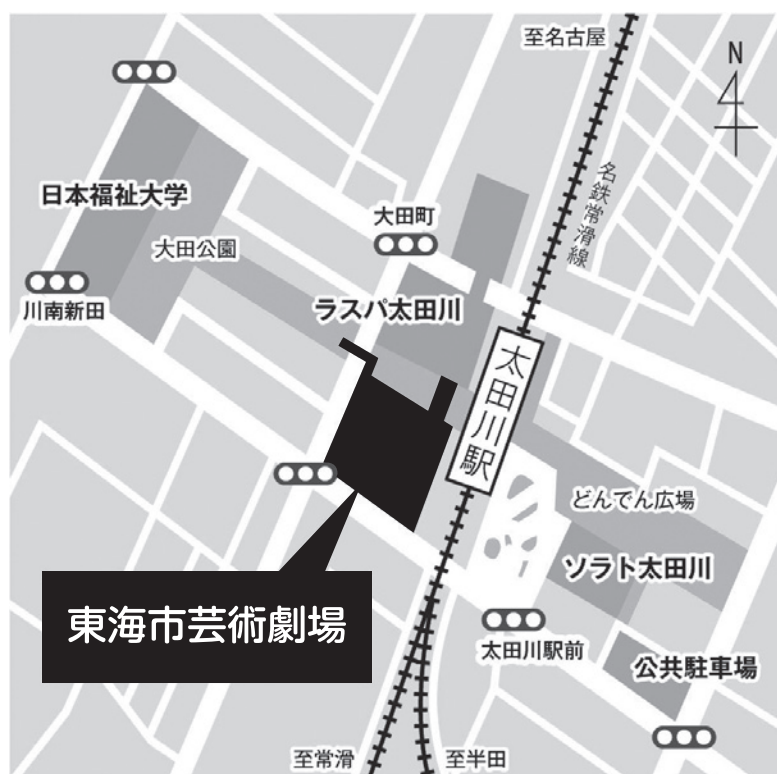 至名古屋
N
名鉄常滑線
日本福祉大学
大田町
大田公園
川南新田
ラスパ太田川
太田川駅
どんでん広場
ソラト太田川
東海市芸術劇場
太田川駅前
公共駐車場
至常滑
至半田